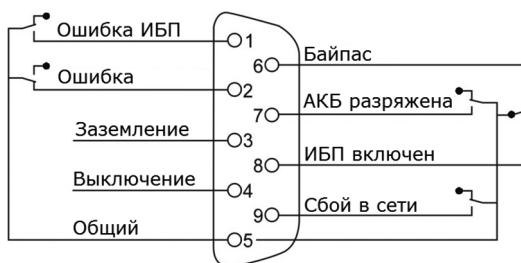 Ошибка ИБП 1
6 Байпас
Ошибка 2
7 АКБ разряжена
Заземление 3
8 ИБП включен
Выключение 4
9 Сбой в сети
Общий 5